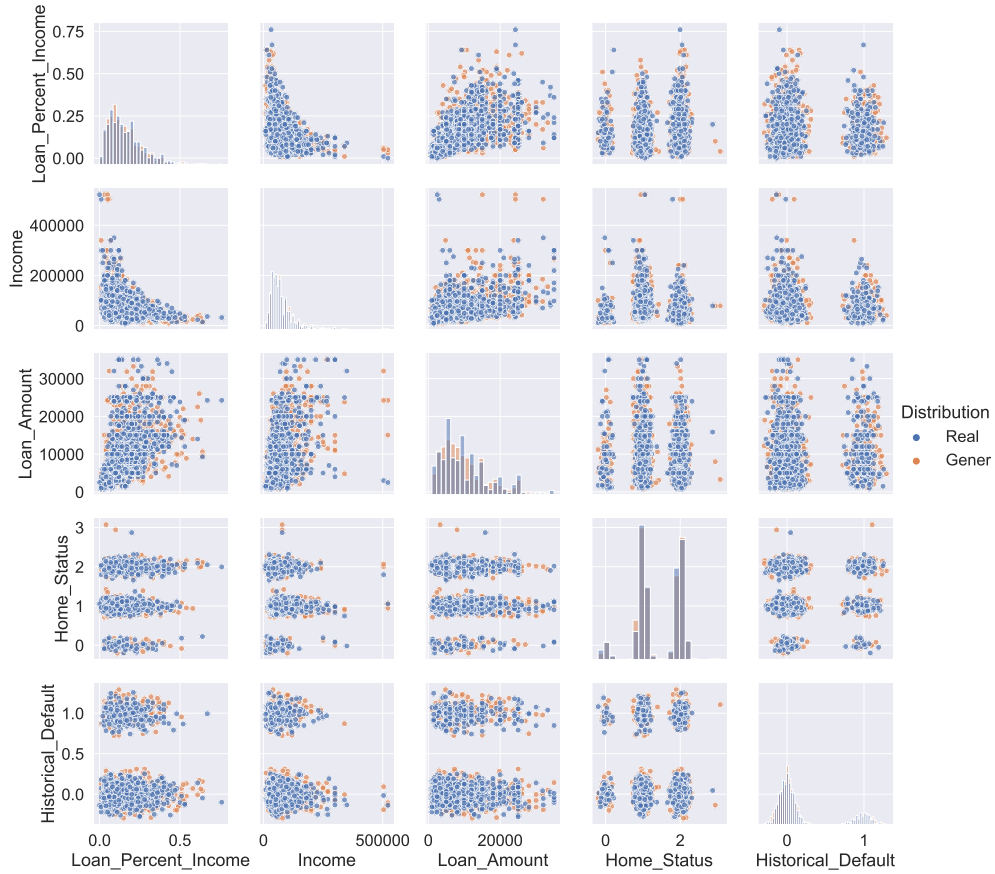 Loan_Percent_Income
0.75
0.50
0.25
0.00
Income
400000
200000
0
Loan_Amount
30000
20000
10000
0
Distribution
Real
Gener
Home_Status
3
2
1
0
Historical_Default
1.0
0.5
0.0
0.0 0.5 0 500000 0 20000 0 2 0 1
Loan_Percent_Income Income Loan_Amount Home_Status Historical_Default